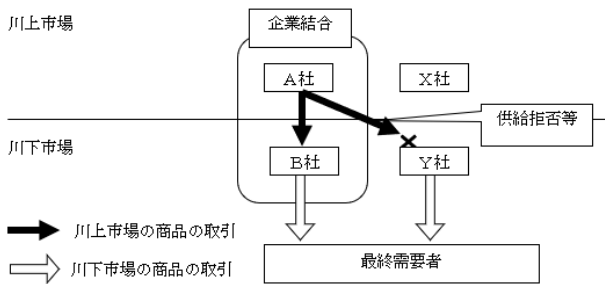 川上市場
企業結合
A社
X社
供給拒否等
川下市場
B社
Y社
川上市場の商品の取引
川下市場の商品の取引
最終需要者